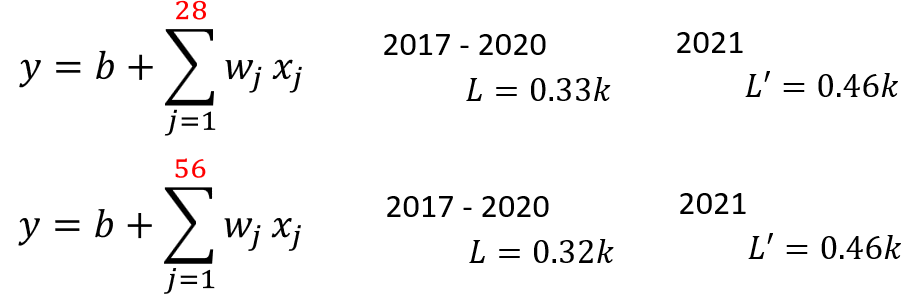 y = b + \sum_{j=1}^{28} w_j x_j 2017 - 2020 L = 0.33k 2021 L' = 0.46k
y = b + \sum_{j=1}^{56} w_j x_j 2017 - 2020 L = 0.32k 2021 L' = 0.46k